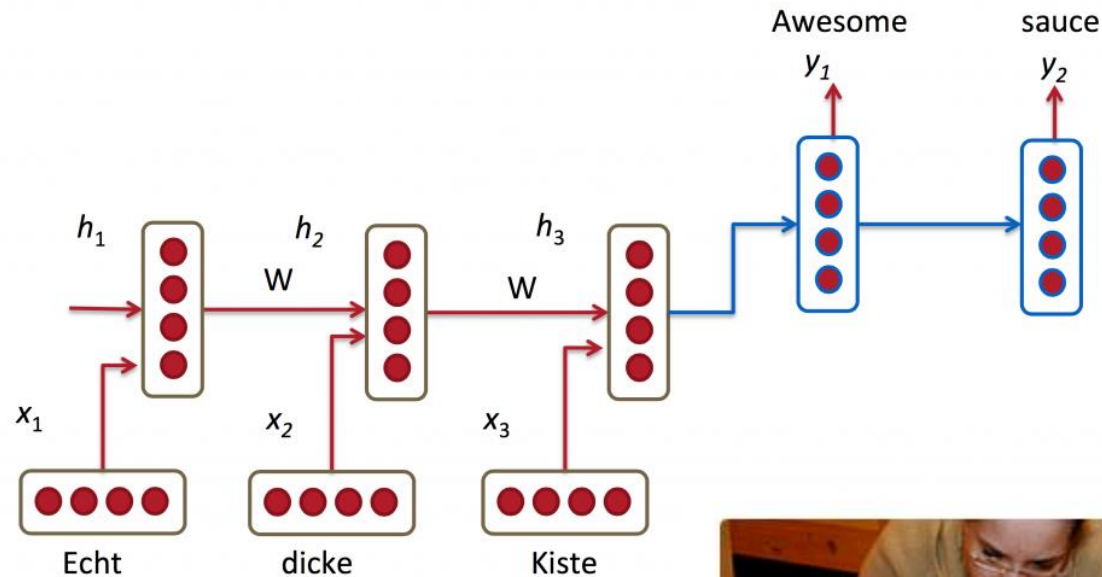 Awesome sauce
y1 y2
h1 h2 h3
W W
x1 x2 x3
Echt dicke Kiste